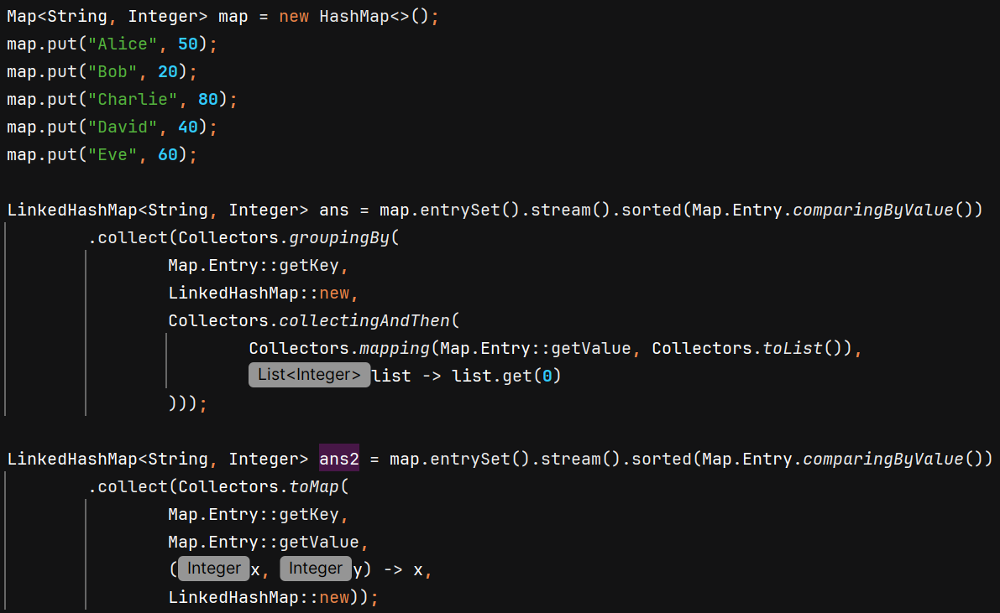 Map<String, Integer> map = new HashMap<>();
map.put("Alice", 50);
map.put("Bob", 20);
map.put("Charlie", 80);
map.put("David", 40);
map.put("Eve", 60);
LinkedHashMap<String, Integer> ans = map.entrySet().stream().sorted(Map.Entry.comparingByValue())
.collect(Collectors.groupingBy(
Map.Entry::getKey,
LinkedHashMap::new,
Collectors.collectingAndThen(
Collectors.mapping(Map.Entry::getValue, Collectors.toList()),
List<Integer> list -> list.get(0)
)));
LinkedHashMap<String, Integer> ans2 = map.entrySet().stream().sorted(Map.Entry.comparingByValue())
.collect(Collectors.toMap(
Map.Entry::getKey,
Map.Entry::getValue,
(Integer x, Integer y) -> x,
LinkedHashMap::new));